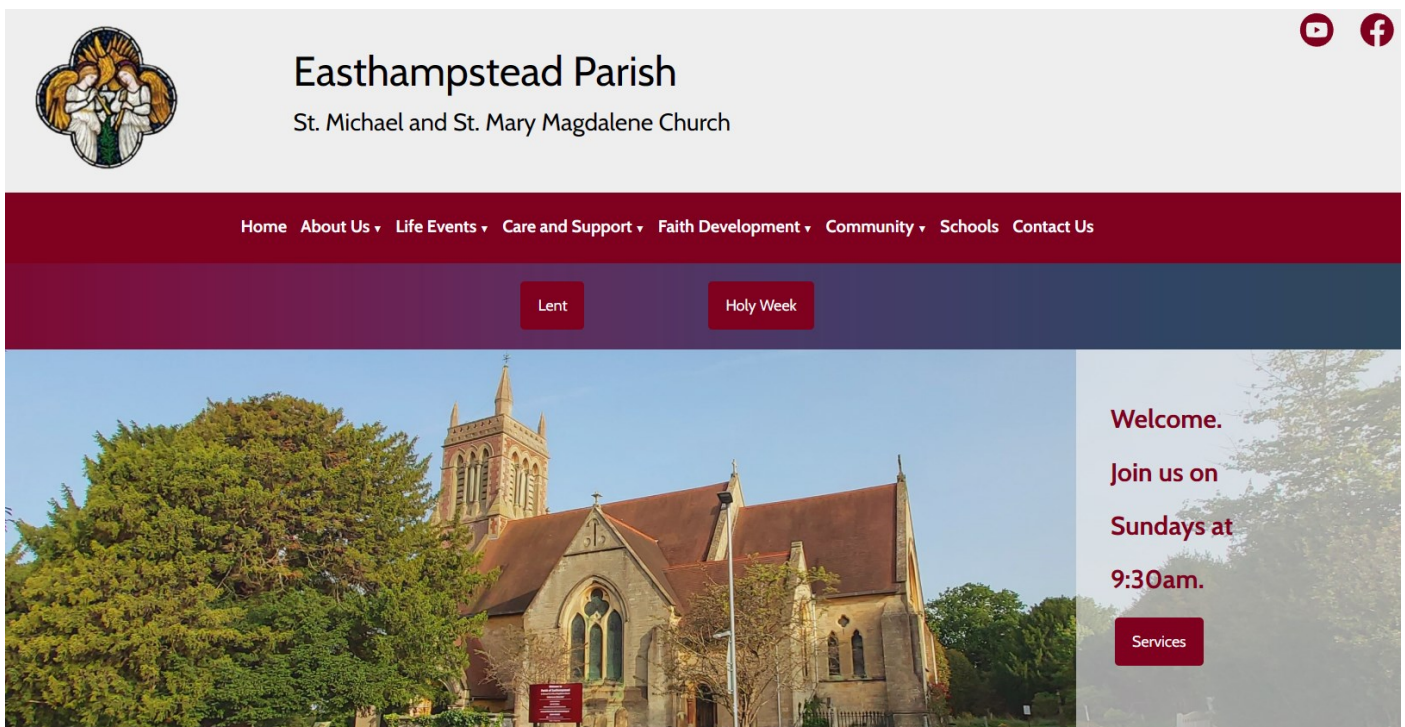 Easthampstead Parish
St. Michael and St. Mary Magdalene Church
Home About Us ▾ Life Events ▾ Care and Support ▾ Faith Development ▾ Community ▾ Schools Contact Us
Lent Holy Week
Welcome.
Join us on
Sundays at
9:30am.
Services